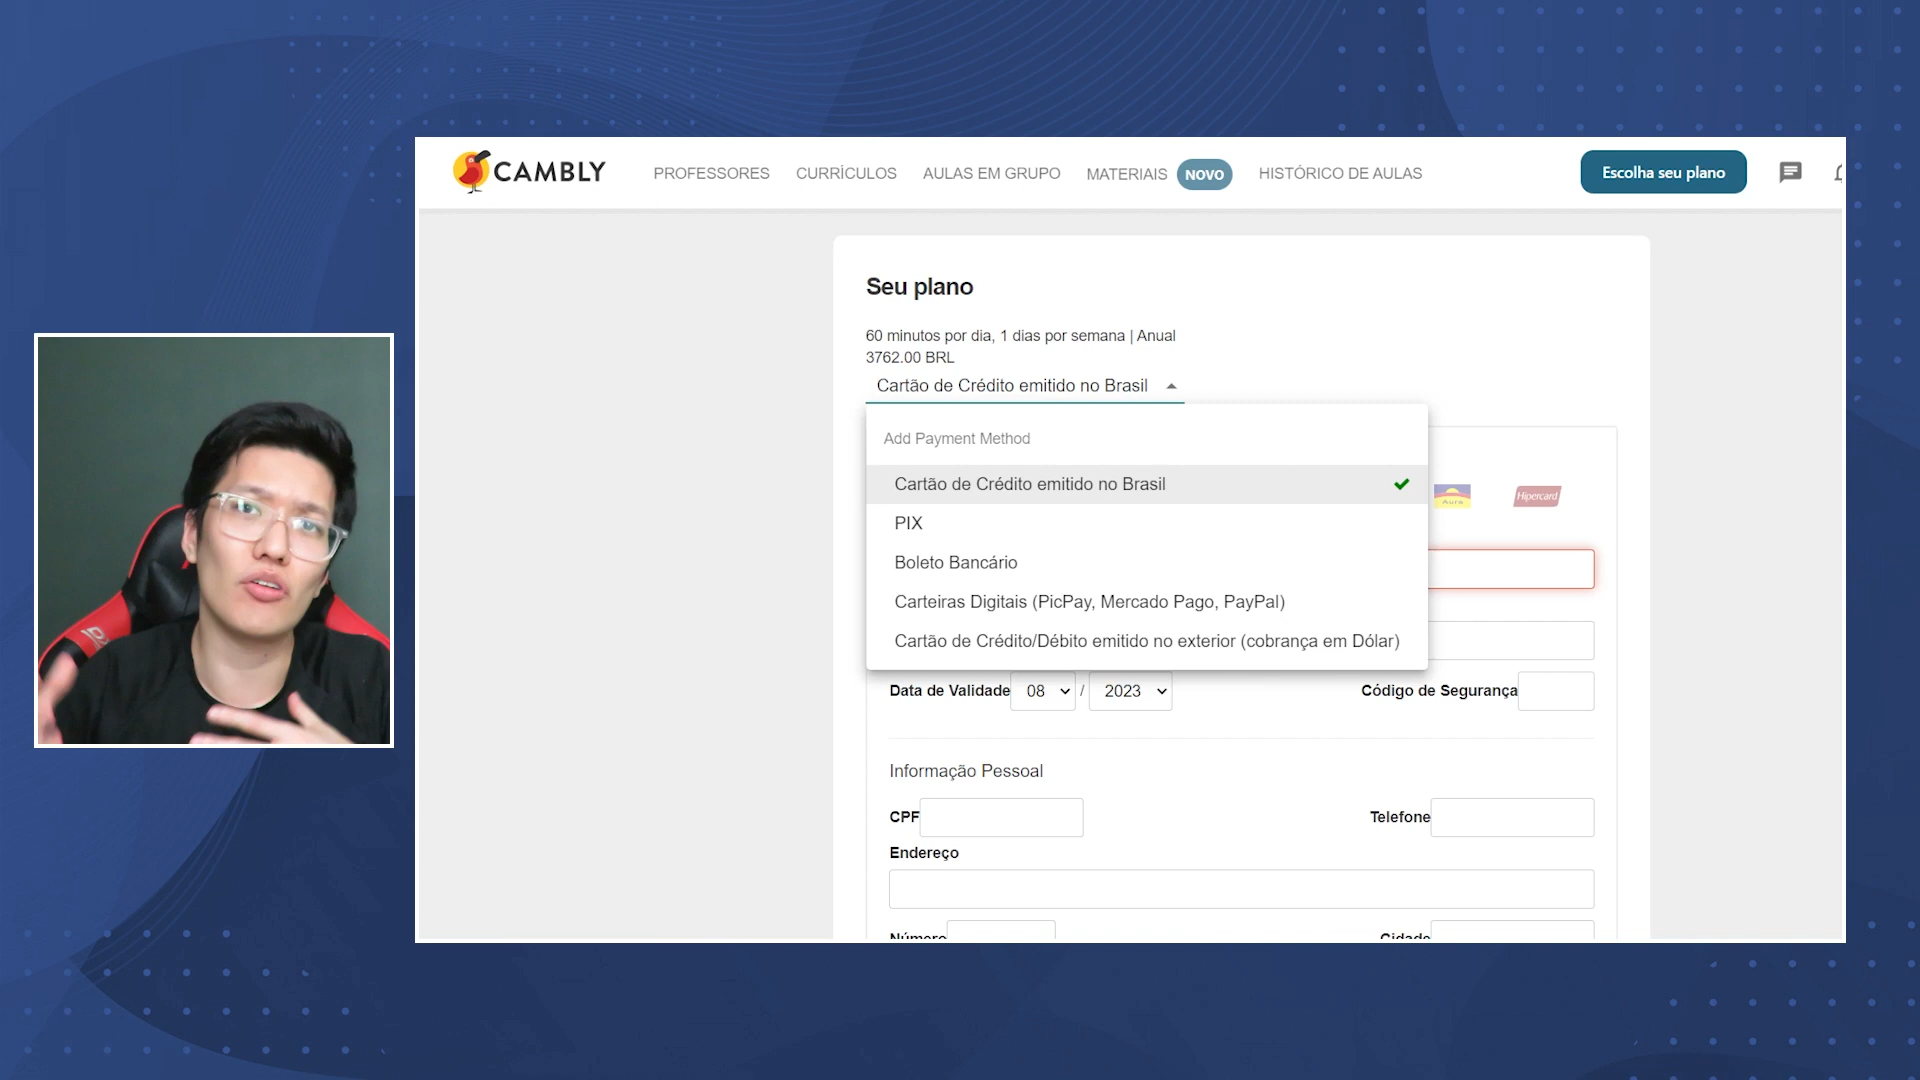 CAMBLY
PROFESSORES
CURRÍCULOS
AULAS EM GRUPO
MATERIAIS NOVO
HISTÓRICO DE AULAS
Escolha seu plano
Seu plano
60 minutos por dia, 1 dias por semana | Anual
3762.00 BRL
Cartão de Crédito emitido no Brasil
Add Payment Method
Cartão de Crédito emitido no Brasil
PIX
Boleto Bancário
Carteiras Digitais (PicPay, Mercado Pago, PayPal)
Cartão de Crédito/Débito emitido no exterior (cobrança em Dólar)
Aura
Hipercard
Data de Validade 08 / 2023
Código de Segurança
Informação Pessoal
CPF
Telefone
Endereço
Número
Cidade